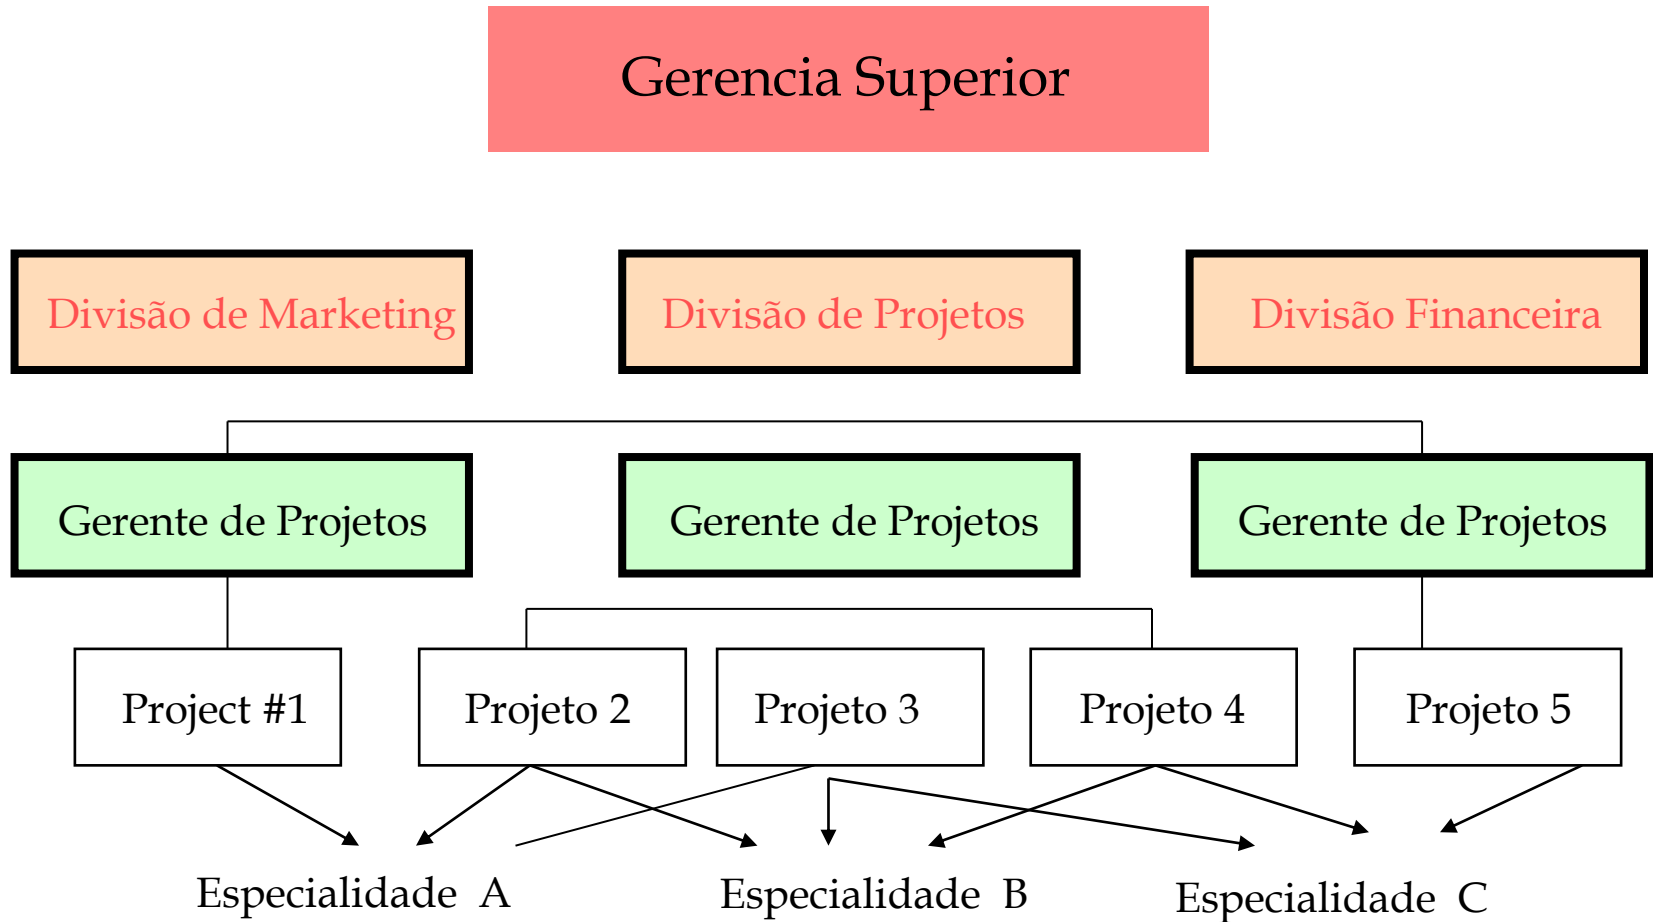 Gerencia Superior
Divisão de Marketing
Divisão de Projetos
Divisão Financeira
Gerente de Projetos
Gerente de Projetos
Gerente de Projetos
Project #1
Projeto 2
Projeto 3
Projeto 4
Projeto 5
Especialidade A
Especialidade B
Especialidade C